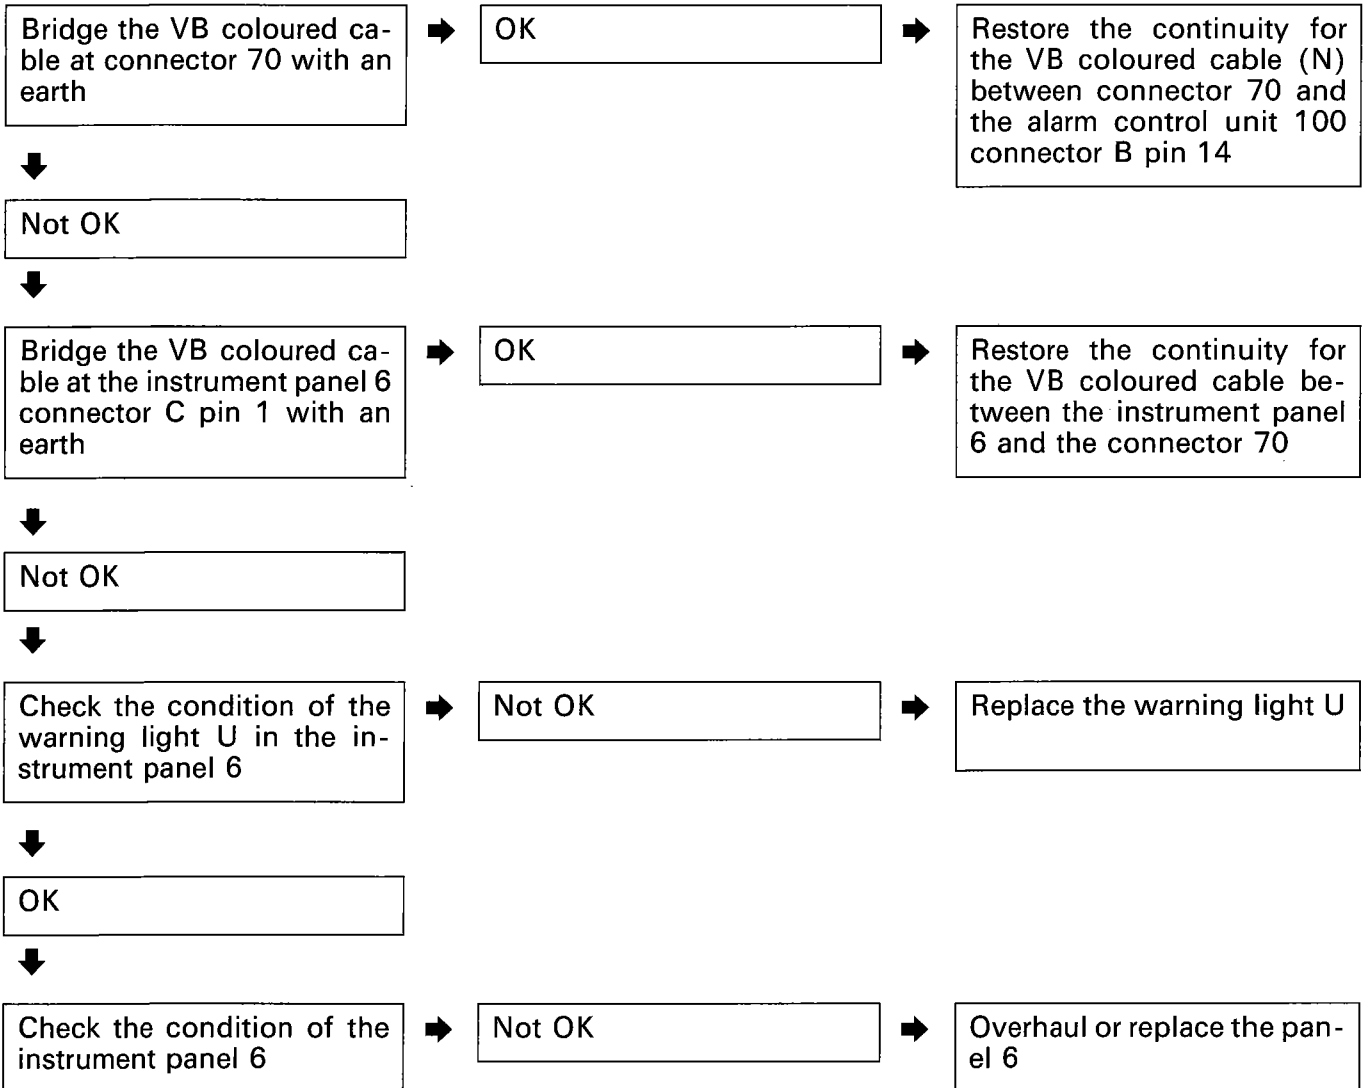 Bridge the VB coloured ca-
ble at connector 70 with an
earth
OK
Restore the continuity for
the VB coloured cable (N)
between connector 70 and
the alarm control unit 100
connector B pin 14
Not OK
Bridge the VB coloured ca-
ble at the instrument panel 6
connector C pin 1 with an
earth
OK
Restore the continuity for
the VB coloured cable be-
tween the instrument panel
6 and the connector 70
Not OK
Check the condition of the
warning light U in the in-
strument panel 6
Not OK
Replace the warning light U
OK
Check the condition of the
instrument panel 6
Not OK
Overhaul or replace the pan-
el 6